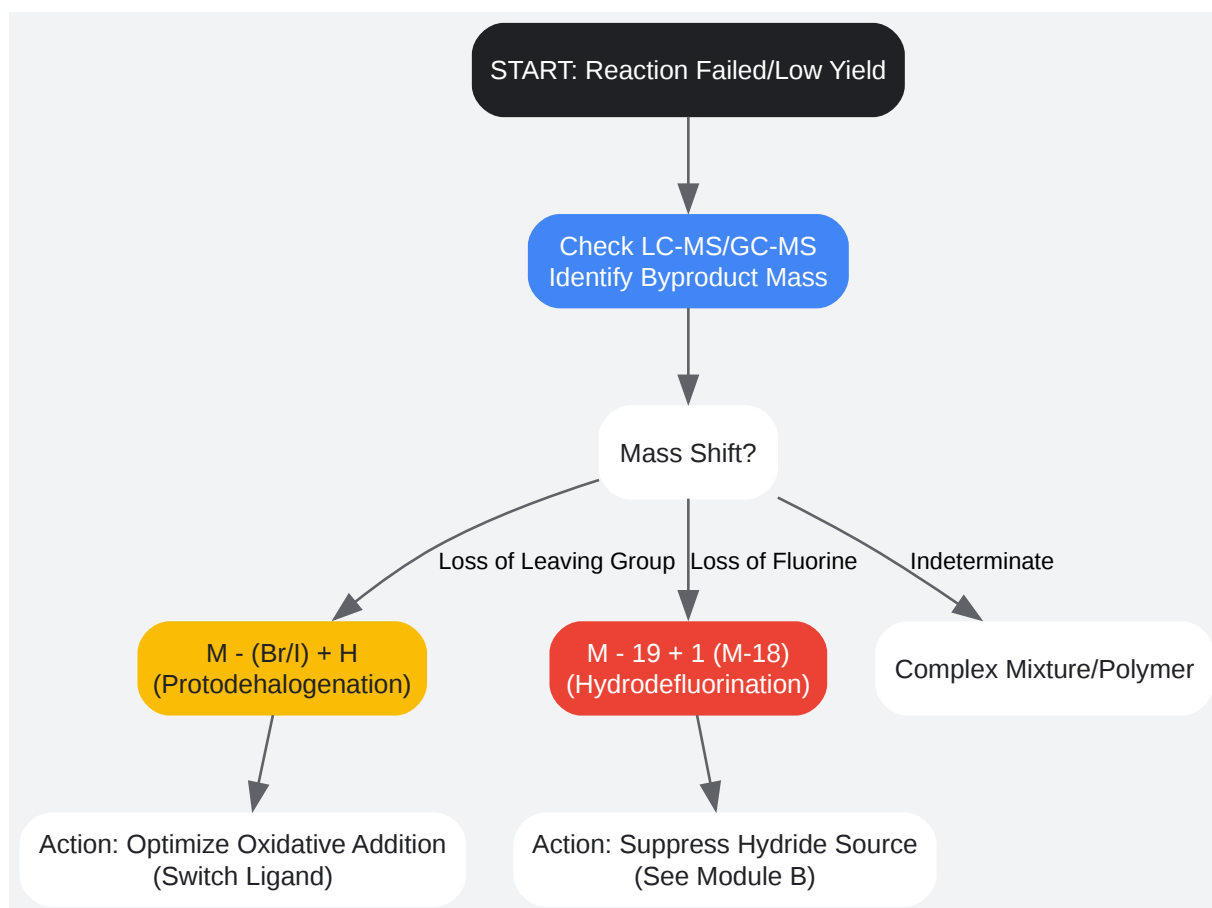 START: Reaction Failed/Low Yield
Check LC-MS/GC-MS
Identify Byproduct Mass
Mass Shift?
Loss of Leaving Group
Loss of Fluorine
Indeterminate
M - (Br/I) + H
(Protodehalogenation)
M - 19 + 1 (M-18)
(Hydrodefluorination)
Complex Mixture/Polymer
Action: Optimize Oxidative Addition
(Switch Ligand)
Action: Suppress Hydride Source
(See Module B)